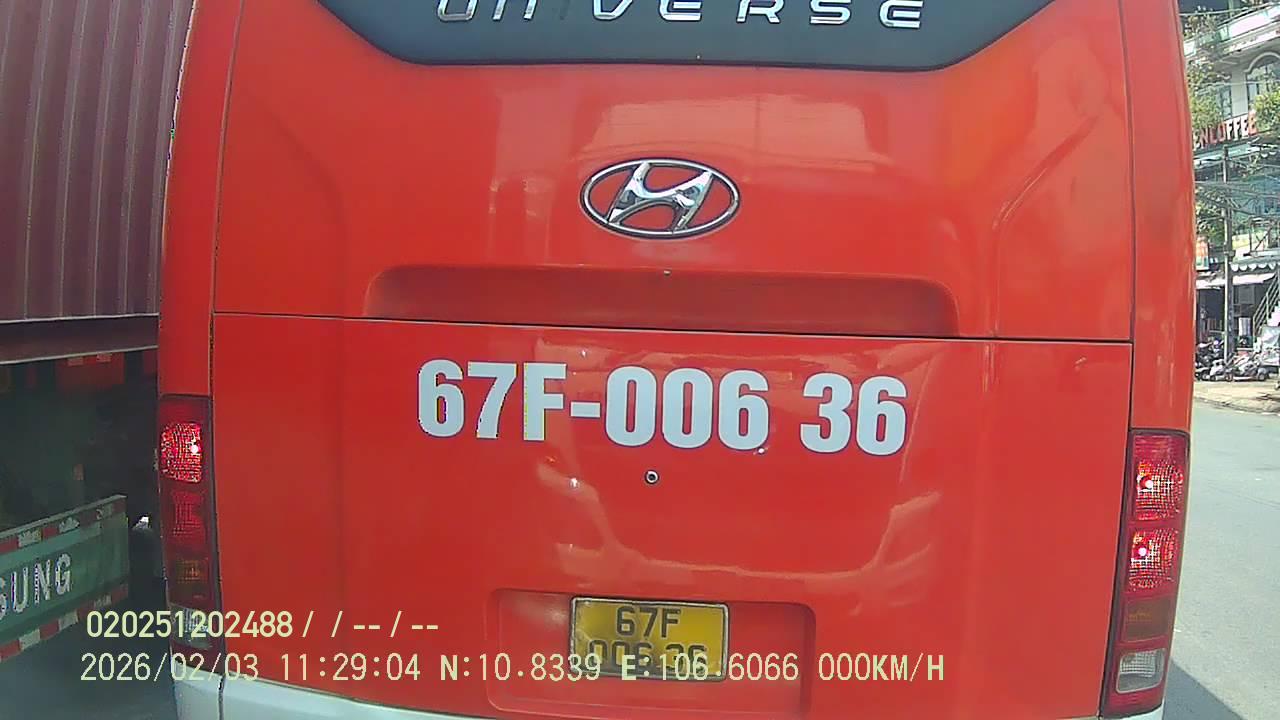 UNIVERSE
NCOFFEE
67F-006 36
SUNG
67F
006.36
020251202488 / / -- / --
2026/02/03 11:29:04 N:10.8339 E:106.6066 000KM/H